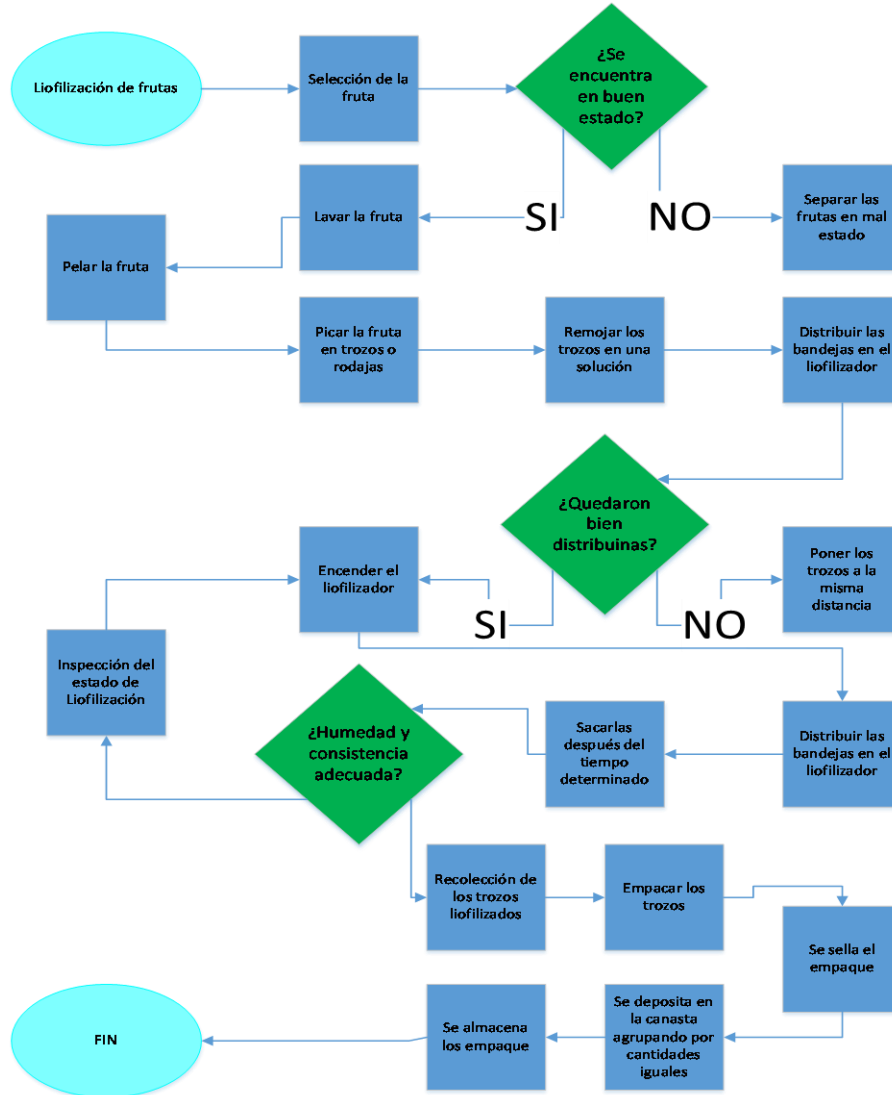 Liofilización de frutas
Selección de la
fruta
¿Se
encuentra
en buen
estado?
SI
NO
Separar las
frutas en mal
estado
Lavar la fruta
Pelar la fruta
Picar la fruta
en trozos o
rodajas
Remojar los
trozos en una
solución
Distribuir las
bandejas en el
liofilizador
¿Quedaron
bien
distribuinas?
SI
NO
Poner los
trozos a la
misma
distancia
Encender el
liofilizador
Inspección del
estado de
Liofilización
¿Humedad y
consistencia
adecuada?
Sacarlas
después del
tiempo
determinado
Distribuir las
bandejas en el
liofilizador
Recolección de
los trozos
liofilizados
Empacar los
trozos
Se sella el
empaque
Se deposita en
la canasta
agrupando por
cantidades
iguales
Se almacena
los empaque
FIN